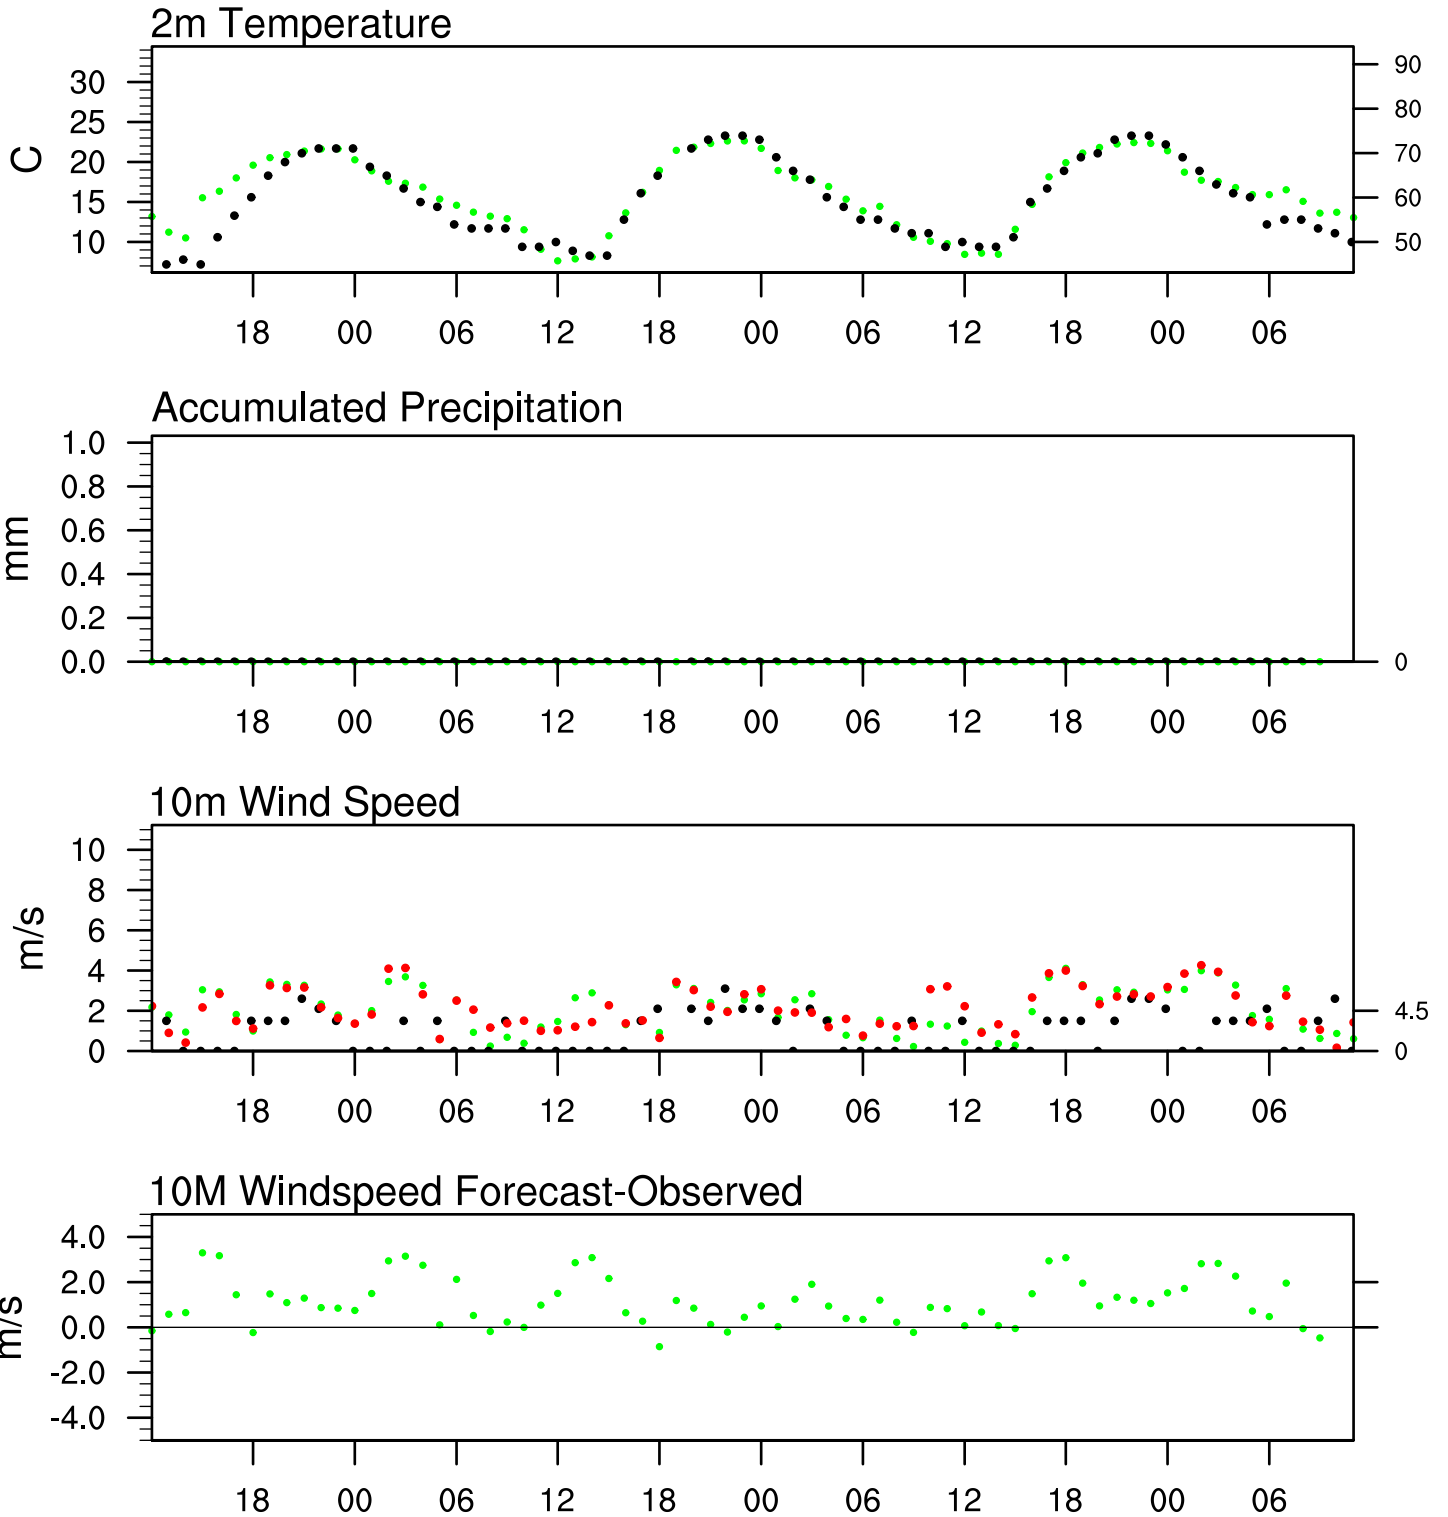 2m Temperature
30
25
20
15
10
C
90
80
70
60
50
18 00 06 12 18 00 06 12 18 00 06
Accumulated Precipitation
1.0
0.8
0.6
0.4
0.2
0.0
mm
0
18 00 06 12 18 00 06 12 18 00 06
10m Wind Speed
10
8
6
4
2
0
m/s
4.5
0
18 00 06 12 18 00 06 12 18 00 06
10M Windspeed Forecast-Observed
4.0
2.0
0.0
-2.0
-4.0
m/s
18 00 06 12 18 00 06 12 18 00 06